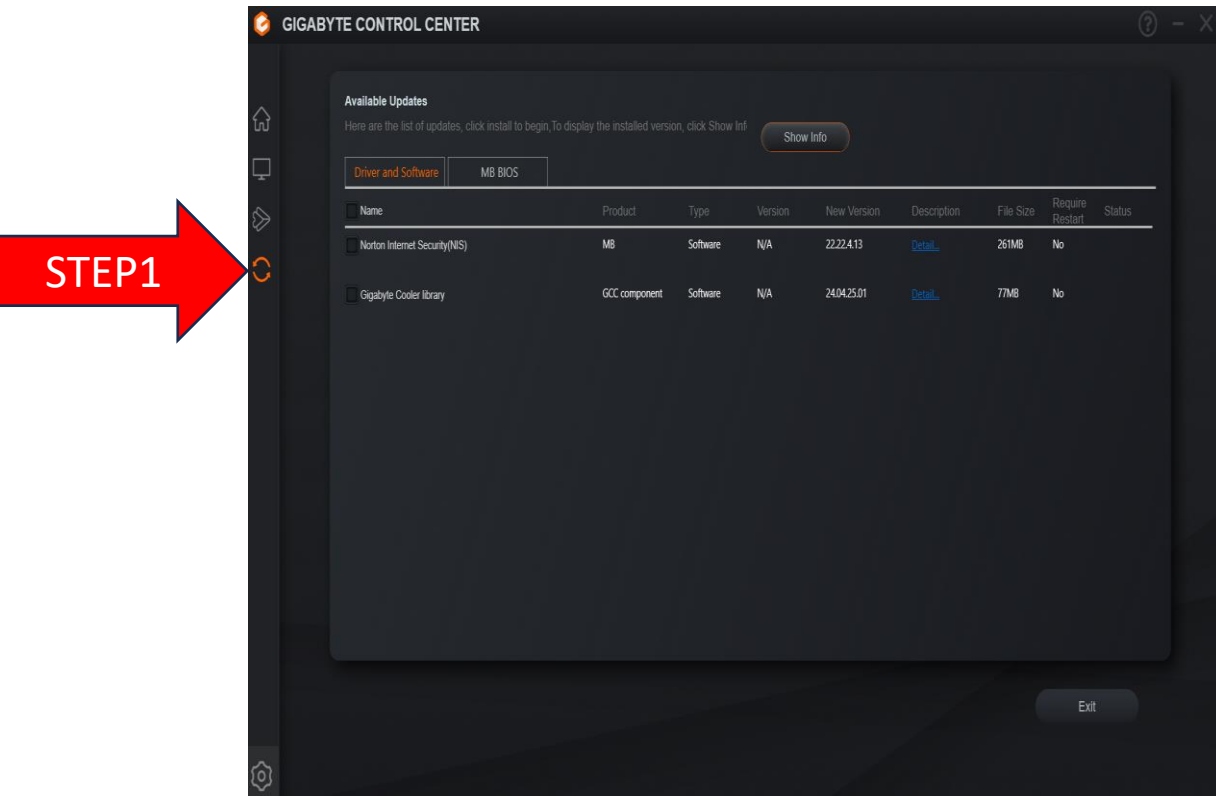 GIGABYTE CONTROL CENTER
Available Updates
Here are the list of updates, click install to begin,To display the installed version, click Show Inf
Show Info
Driver and Software MB BIOS
Name Product Type Version New Version Description File Size Require Restart Status
Norton Internet Security(NIS) MB Software N/A 22.22.4.13 Detail... 261MB No
STEP1
Gigabyte Cooler library GCC component Software N/A 24.04.25.01 Detail... 77MB No
Exit